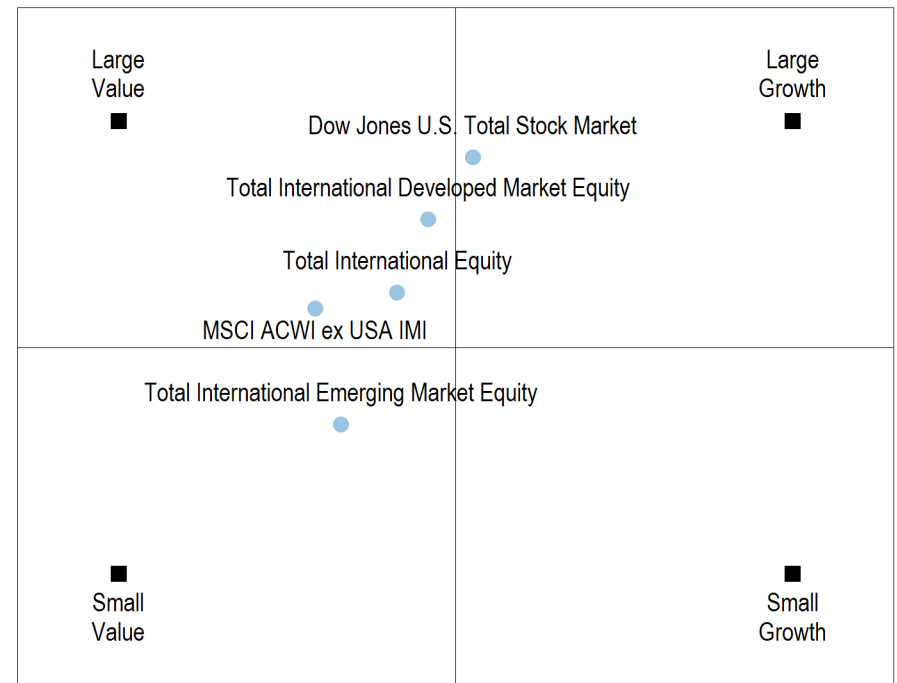 Large
Value
Large
Growth
Dow Jones U.S. Total Stock Market
Total International Developed Market Equity
Total International Equity
MSCI ACWI ex USA IMI
Total International Emerging Market Equity
Small
Value
Small
Growth